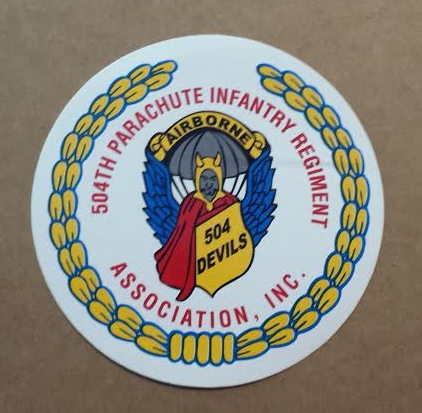 504TH PARACHUTE INFANTRY REGIMENT
AIRBORNE
504
DEVILS
ASSOCIATION, INC.